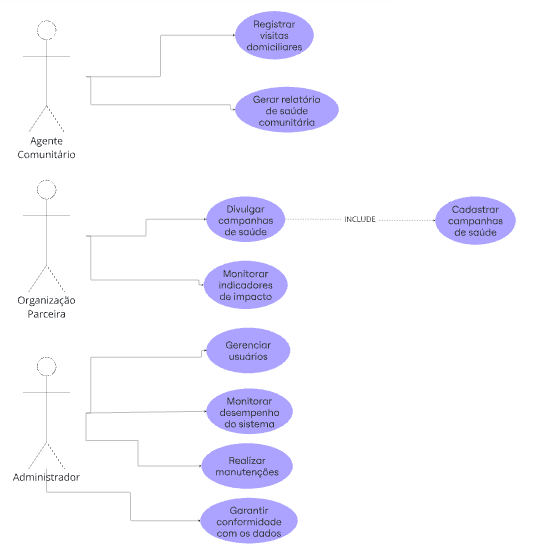 Registrar
visitas
domiciliares
Gerar relatório
de saúde
comunitária
Agente
Comunitário
Divulgar
campanhas
de saúde
INCLUDE
Cadastrar
campanhas
de saúde
Monitorar
indicadores
de impacto
Organização
Parceira
Gerenciar
usuários
Monitorar
desempenho
do sistema
Realizar
manutenções
Administrador
Garantir
conformidade
com os dados